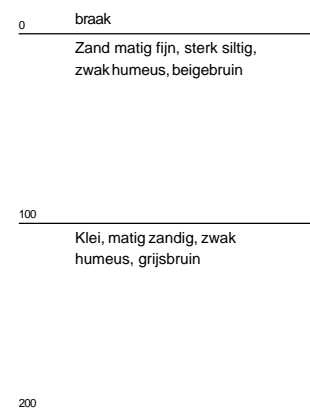 0 braak
Zand matig fijn, sterk siltig,
zwak humeus, beigebruin
100
Klei, matig zandig, zwak
humeus, grijsbruin
200